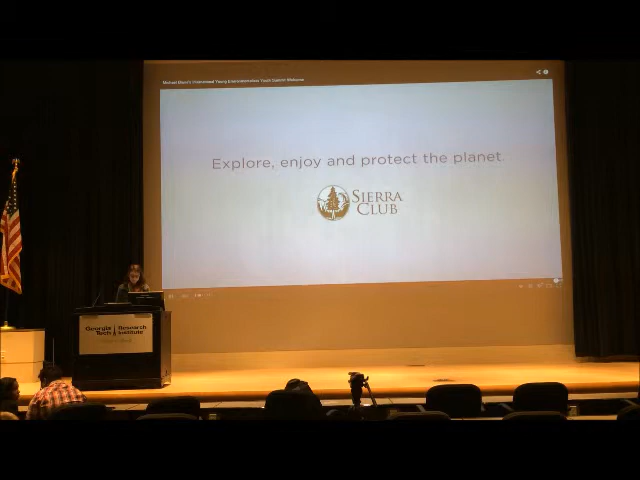 Explore, enjoy and protect the planet.
SIERRA
CLUB
Georgia Research
Tech Institute